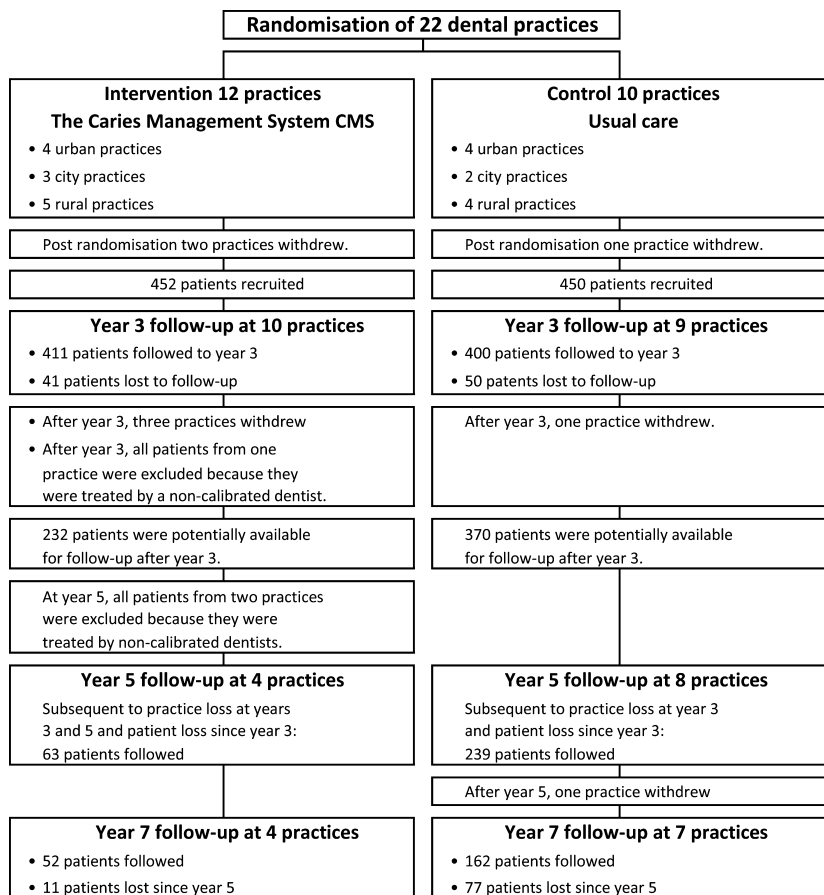 Randomisation of 22 dental practices
Intervention 12 practices
The Caries Management System CMS
• 4 urban practices
• 3 city practices
• 5 rural practices
Control 10 practices
Usual care
• 4 urban practices
• 2 city practices
• 4 rural practices
Post randomisation two practices withdrew.
Post randomisation one practice withdrew.
452 patients recruited
450 patients recruited
Year 3 follow-up at 10 practices
• 411 patients followed to year 3
• 41 patients lost to follow-up
Year 3 follow-up at 9 practices
• 400 patients followed to year 3
• 50 patents lost to follow-up
• After year 3, three practices withdrew
• After year 3, all patients from one
practice were excluded because they
were treated by a non-calibrated dentist.
After year 3, one practice withdrew.
232 patients were potentially available
for follow-up after year 3.
370 patients were potentially available
for follow-up after year 3.
At year 5, all patients from two practices
were excluded because they were
treated by non-calibrated dentists.
Year 5 follow-up at 4 practices
Subsequent to practice loss at years
3 and 5 and patient loss since year 3:
63 patients followed
Year 5 follow-up at 8 practices
Subsequent to practice loss at year 3
and patient loss since year 3:
239 patients followed
After year 5, one practice withdrew
Year 7 follow-up at 4 practices
• 52 patients followed
• 11 patients lost since year 5
Year 7 follow-up at 7 practices
• 162 patients followed
• 77 patients lost since year 5